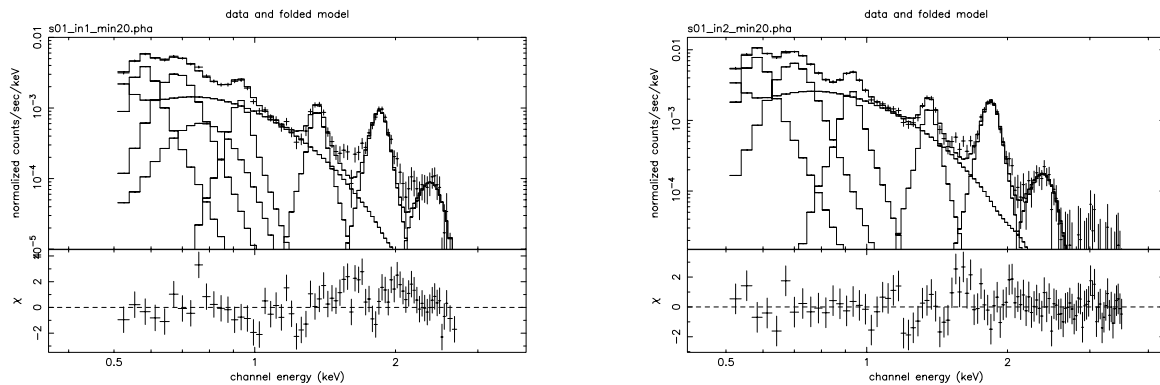 data and folded model
s01_in1_min20.pha
0.01
10⁻³
10⁻⁴
10⁻⁵
normalized counts/sec/keV
4
2
0
−2
χ
0.5
1
2
channel energy (keV)
data and folded model
s01_in2_min20.pha
0.01
10⁻³
10⁻⁴
normalized counts/sec/keV
2
0
−2
χ
0.5
1
2
channel energy (keV)